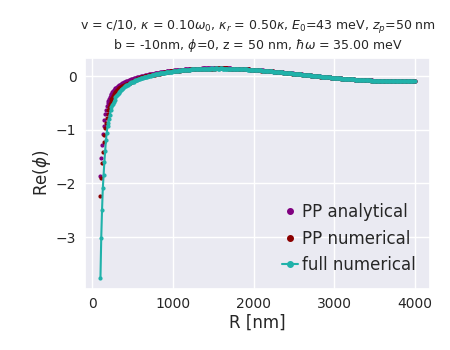 v = c/10, κ = 0.10ω₀, κᵣ = 0.50κ, E₀=43 meV, zₚ=50 nm
b = -10nm, ϕ=0, z = 50 nm, ℏω = 35.00 meV
Re(ϕ)
0
−1
−2
−3
PP analytical
PP numerical
full numerical
0 1000 2000 3000 4000
R [nm]